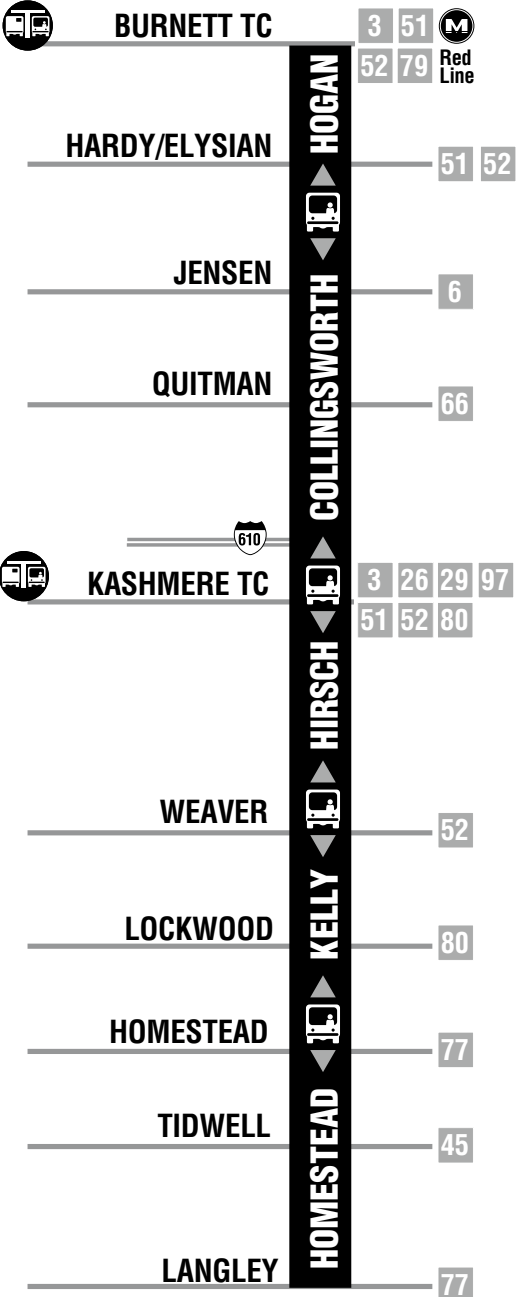 BURNETT TC 3 51 M
52 79 Red Line
HOGAN
HARDY/ELYSIAN 51 52
JENSEN 6
COLLINGSWORTH
QUITMAN 66
610
KASHMERE TC 3 26 29 97
51 52 80
HIRSCH
WEAVER 52
KELLY
LOCKWOOD 80
HOMESTEAD 77
HOMESTEAD
TIDWELL 45
LANGLEY 77